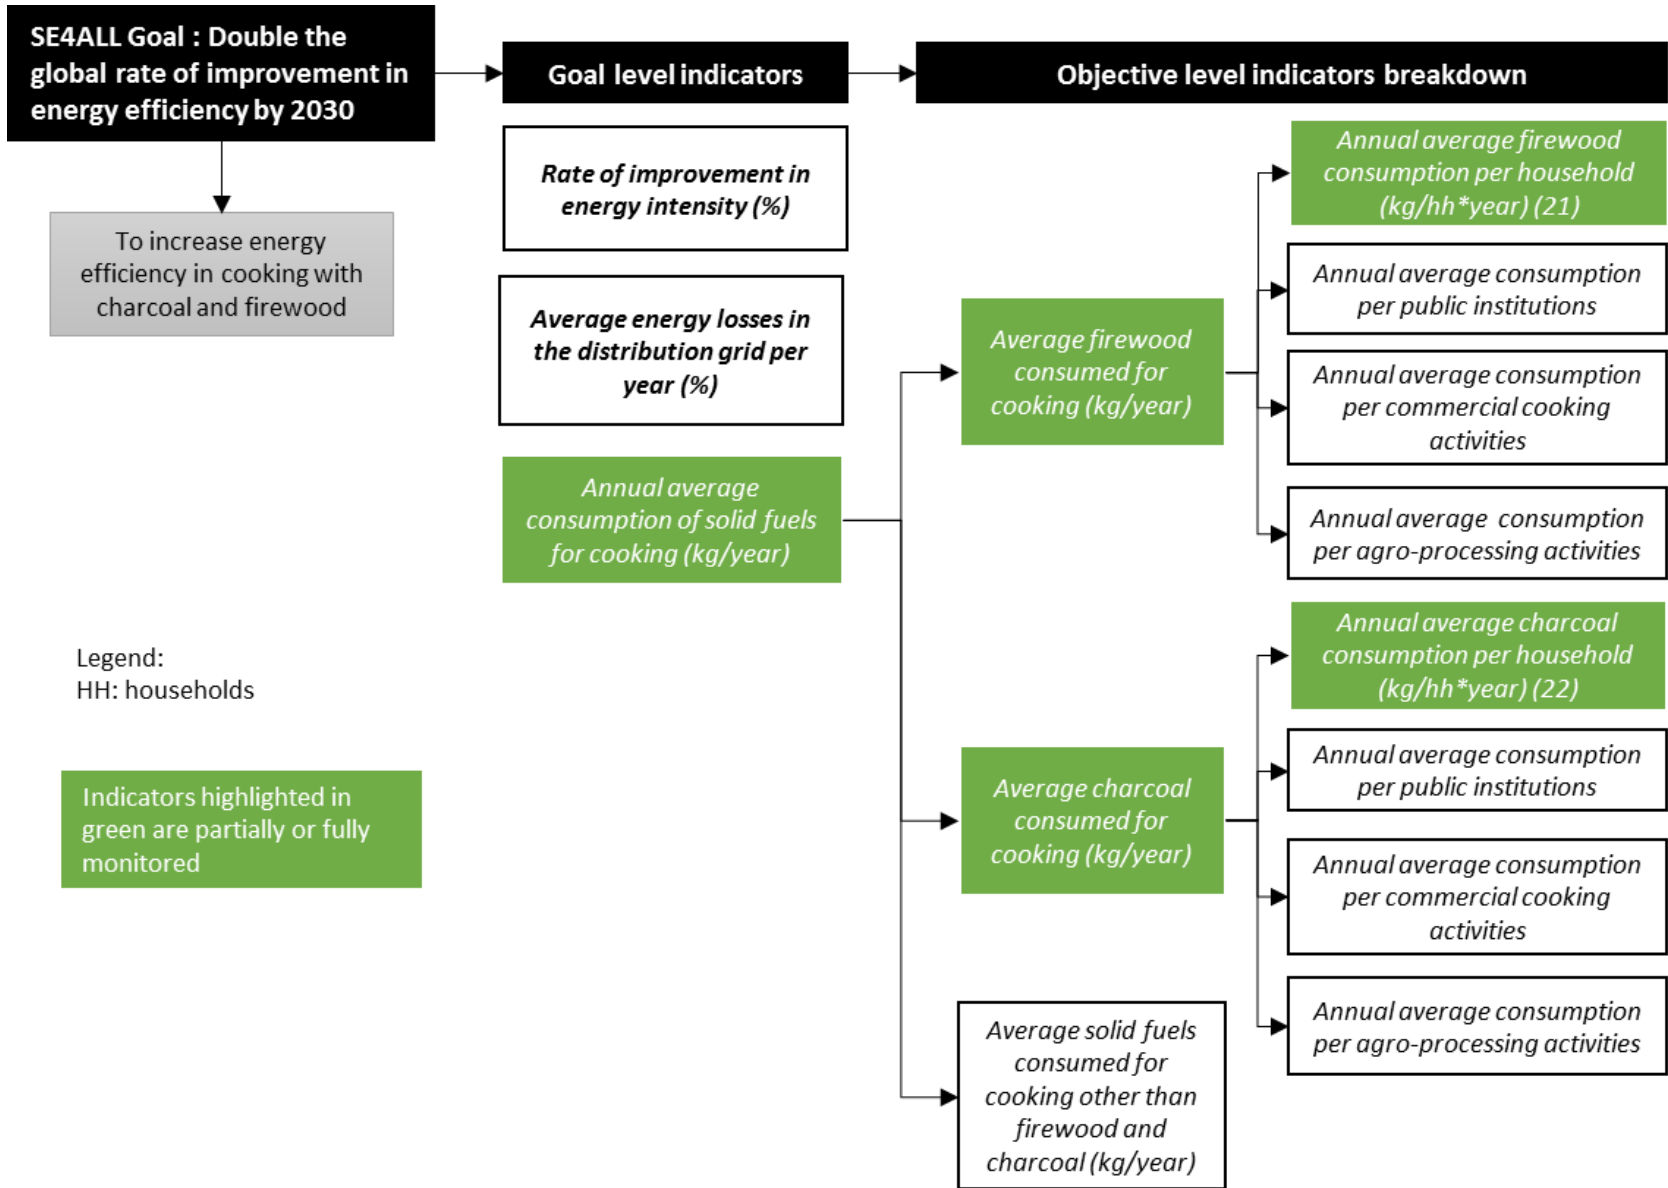 SE4ALL Goal : Double the
global rate of improvement in
energy efficiency by 2030
Goal level indicators
Objective level indicators breakdown
To increase energy
efficiency in cooking with
charcoal and firewood
Rate of improvement in
energy intensity (%)
Average energy losses in
the distribution grid per
year (%)
Annual average
consumption of solid fuels
for cooking (kg/year)
Average firewood
consumed for
cooking (kg/year)
Annual average firewood
consumption per household
(kg/hh*year) (21)
Annual average consumption
per public institutions
Annual average consumption
per commercial cooking
activities
Annual average consumption
per agro-processing activities
Average charcoal
consumed for
cooking (kg/year)
Annual average charcoal
consumption per household
(kg/hh*year) (22)
Annual average consumption
per public institutions
Annual average consumption
per commercial cooking
activities
Annual average consumption
per agro-processing activities
Average solid fuels
consumed for
cooking other than
firewood and
charcoal (kg/year)
Legend:
HH: households
Indicators highlighted in
green are partially or fully
monitored